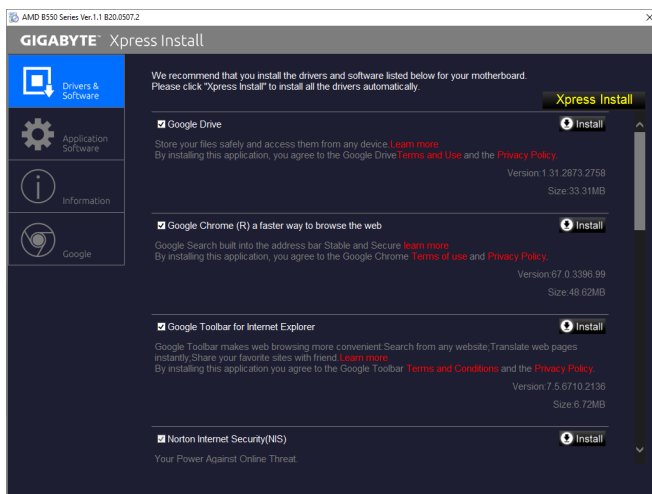 AMD B550 Series Ver.1.1 B20.0507.2
GIGABYTE™ Xpress Install
Drivers &
Software
Application
Software
Information
Google
We recommend that you install the drivers and software listed below for your motherboard.
Please click "Xpress Install" to install all the drivers automatically.
Xpress Install
Google Drive
Install
Store your files safely and access them from any device.Learn more
By installing this application, you agree to the Google DriveTerms and Use and the Privacy Policy.
Version:1.31.2873.2758
Size:33.31MB
Google Chrome (R) a faster way to browse the web
Install
Google Search built into the address bar Stable and Secure learn more
By installing this application, you agree to the Google Chrome Terms of use and Privacy Policy.
Version:67.0.3396.99
Size:48.62MB
Google Toolbar for Internet Explorer
Install
Google Toolbar makes web browsing more convenient:Search from any website;Translate web pages
instantly;Share your favorite sites with friend.Learn more
By installing this application you agree to the Google Toolbar Terms and Conditions and the Privacy Policy.
Version:7.5.6710.2136
Size:6.72MB
Norton Internet Security(NIS)
Install
Your Power Against Online Threat.